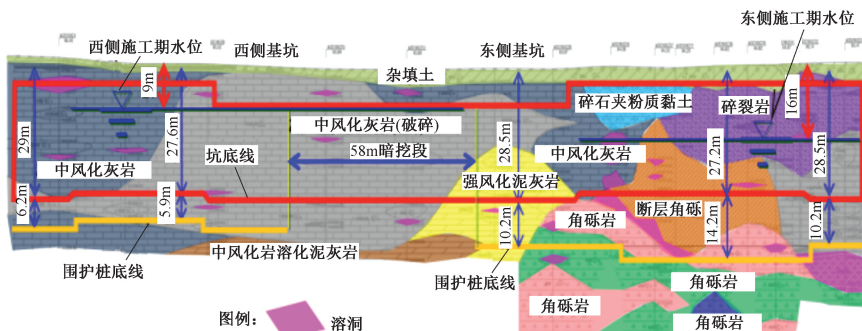 西侧施工期水位
西侧基坑
东侧基坑
东侧施工期水位
杂填土
9m
16m
碎石夹粉质黏土
碎裂岩
中风化灰岩(破碎)
29m
27.6m
28.5m
27.2m
28.5m
58m暗挖段
中风化灰岩
坑底线
中风化灰岩
强风化泥灰岩
6.2m
5.9m
10.2m
角砾岩
断层角砾
14.2m
10.2m
围护桩底线
中风化岩溶化泥灰岩
围护桩底线
角砾岩
角砾岩
角砾岩
图例：
溶洞